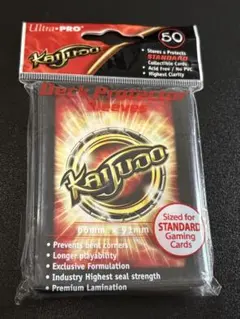 Ultra•PRO
50
KAIJUDO
• Stores & Protects
STANDARD
Collectible Cards
• Acid Free / No PVC
• Highest Clarity
Deck Protector
Sleeves
KAIJUDO
66mm x 91mm
Sized for
STANDARD
Gaming
Cards
• Prevents bent corners
• Longer playability
• Exclusive Formulation
• Industry Highest seal strength
• Premium Lamination